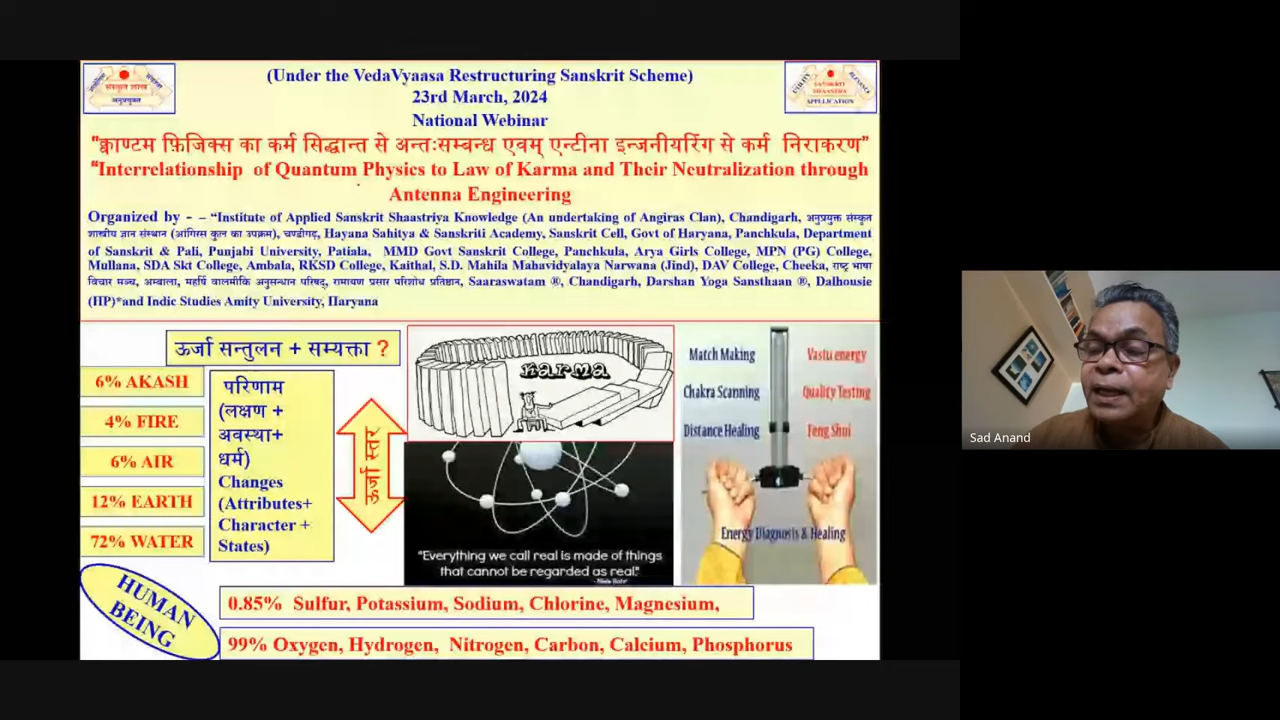 (Under the VedaVyaasa Restructuring Sanskrit Scheme)
23rd March, 2024
National Webinar
"क्वाण्टम फ़िजिक्स का कर्म सिद्धान्त से अन्तःसम्बन्ध एवम् एन्टीना इन्जनीयरिंग से कर्म निराकरण"
"Interrelationship of Quantum Physics to Law of Karma and Their Neutralization through
Antenna Engineering
Organized by - – "Institute of Applied Sanskrit Shaastriya Knowledge (An undertaking of Angiras Clan), Chandigarh, अनुप्रयुक्त संस्कृत
शास्त्रीय ज्ञान संस्थान (आंगिरस कुल का उपक्रम), चण्डीगढ़, Hayana Sahitya & Sanskriti Academy, Sanskrit Cell, Govt of Haryana, Panchkula, Department
of Sanskrit & Pali, Punjabi University, Patiala, MMD Govt Sanskrit College, Panchkula, Arya Girls College, MPN (PG) College,
Mullana, SDA Skt College, Ambala, RKSD College, Kaithal, S.D. Mahila Mahavidyalaya Narwana (Jind), DAV College, Cheeka, राष्ट्र भाषा
विचार मञ्च, अम्बाला, महर्षि वाल्मीकि अनुसन्धान परिषद्, रामायण प्रसार परिशोध प्रतिष्ठान, Saaraswatam ®, Chandigarh, Darshan Yoga Sansthaan ®, Dalhousie
(HP)*and Indic Studies Amity University, Haryana
संस्कृत शास्त्र
अनुप्रयुक्त
UTILITY
SANSKRIT
SHAASTRA
APPLICATION
ऊर्जा सन्तुलन + सम्यक्ता ?
6% AKASH
4% FIRE
6% AIR
12% EARTH
72% WATER
परिणाम
(लक्षण +
अवस्था+
धर्म)
Changes
(Attributes+
Character +
States)
ऊर्जा स्तर
karma
"Everything we call real is made of things
that cannot be regarded as real."
Niels Bohr
Match Making
Vastu energy
Chakra Scanning
Quality Testing
Distance Healing
Feng Shui
Energy Diagnosis & Healing
HUMAN
BEING
0.85% Sulfur, Potassium, Sodium, Chlorine, Magnesium,
99% Oxygen, Hydrogen, Nitrogen, Carbon, Calcium, Phosphorus
Sad Anand